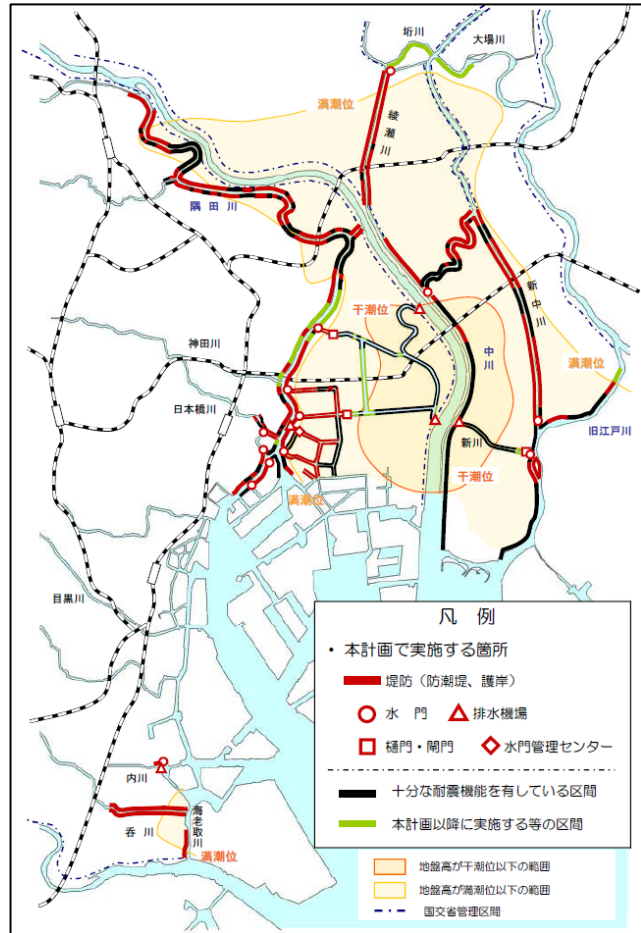 垳川
大場川
満潮位
綾瀬川
隅田川
新中川
干潮位
神田川
中川
満潮位
日本橋川
新川
旧江戸川
干潮位
満潮位
目黒川
内川
呑川
海老取川
満潮位
凡 例
・ 本計画で実施する箇所
堤防（防潮堤、護岸）
水 門
排水機場
樋門・閘門
水門管理センター
十分な耐震機能を有している区間
本計画以降に実施する等の区間
地盤高が干潮位以下の範囲
地盤高が満潮位以下の範囲
国交省管理区間